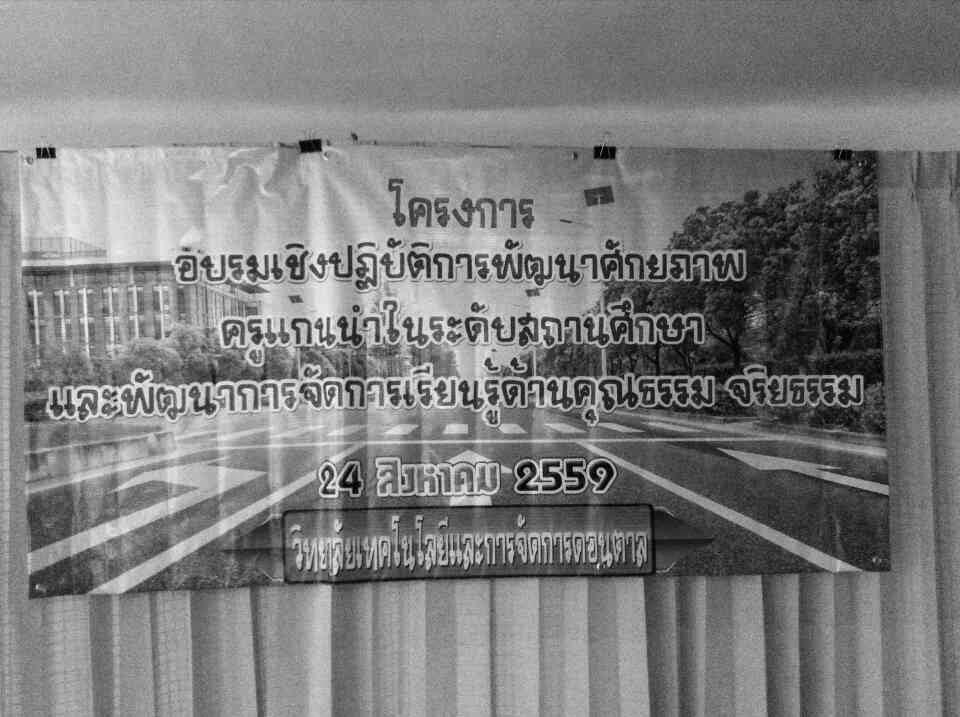 โครงการ
อบรมเชิงปฏิบัติการพัฒนาศักยภาพ
ครูแกนนำในระดับสถานศึกษา
และพัฒนาการจัดการเรียนรู้ด้านคุณธรรม จริยธรรม
24 สิงหาคม 2559
วิทยาลัยเทคโนโลยีและการจัดการดอนตาล